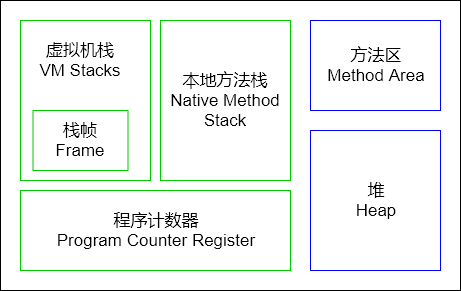 虚拟机栈
VM Stacks
栈帧
Frame
本地方法栈
Native Method
Stack
方法区
Method Area
程序计数器
Program Counter Register
堆
Heap